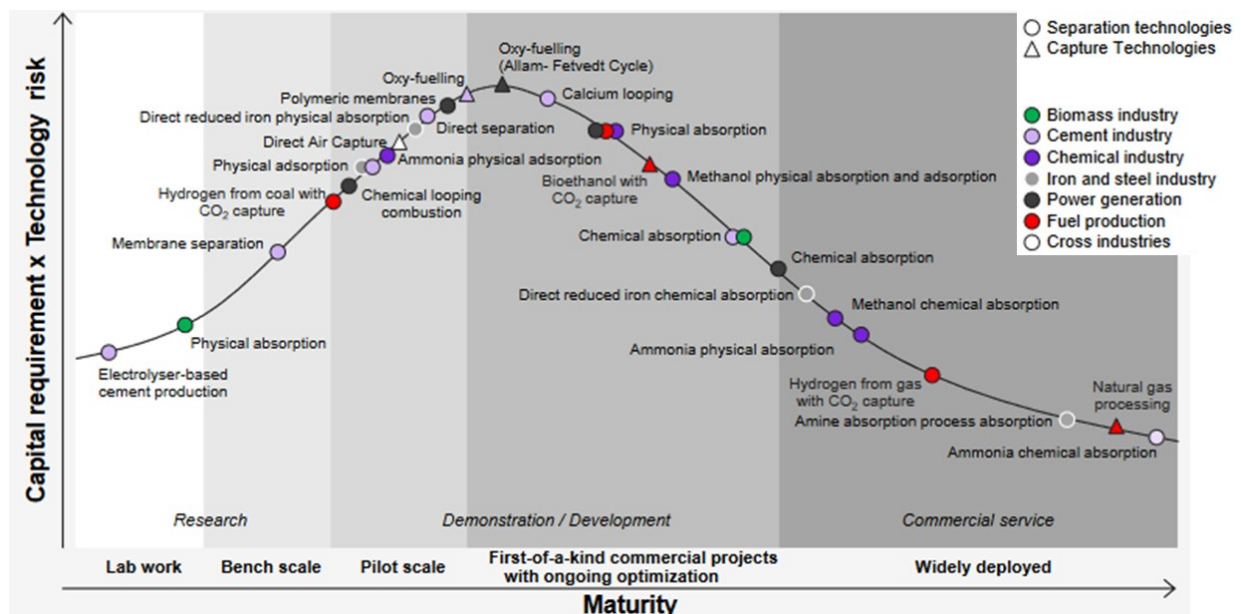 Capital requirement x Technology risk
Separation technologies
Capture Technologies
Biomass industry
Cement industry
Chemical industry
Iron and steel industry
Power generation
Fuel production
Cross industries
Oxy-fuelling
(Allam- Fetvedt Cycle)
Oxy-fuelling
Calcium looping
Polymeric membranes
Direct reduced iron physical absorption
Direct separation
Physical absorption
Direct Air Capture
Physical adsorption
Ammonia physical adsorption
Bioethanol with
CO₂ capture
Methanol physical absorption and adsorption
Hydrogen from coal with
CO₂ capture
Chemical looping
combustion
Membrane separation
Chemical absorption
Chemical absorption
Direct reduced iron chemical absorption
Methanol chemical absorption
Physical absorption
Ammonia physical absorption
Electrolyser-based
cement production
Hydrogen from gas
with CO₂ capture
Natural gas
processing
Amine absorption process absorption
Ammonia chemical absorption
Research
Demonstration / Development
Commercial service
Lab work
Bench scale
Pilot scale
First-of-a-kind commercial projects
with ongoing optimization
Widely deployed
Maturity